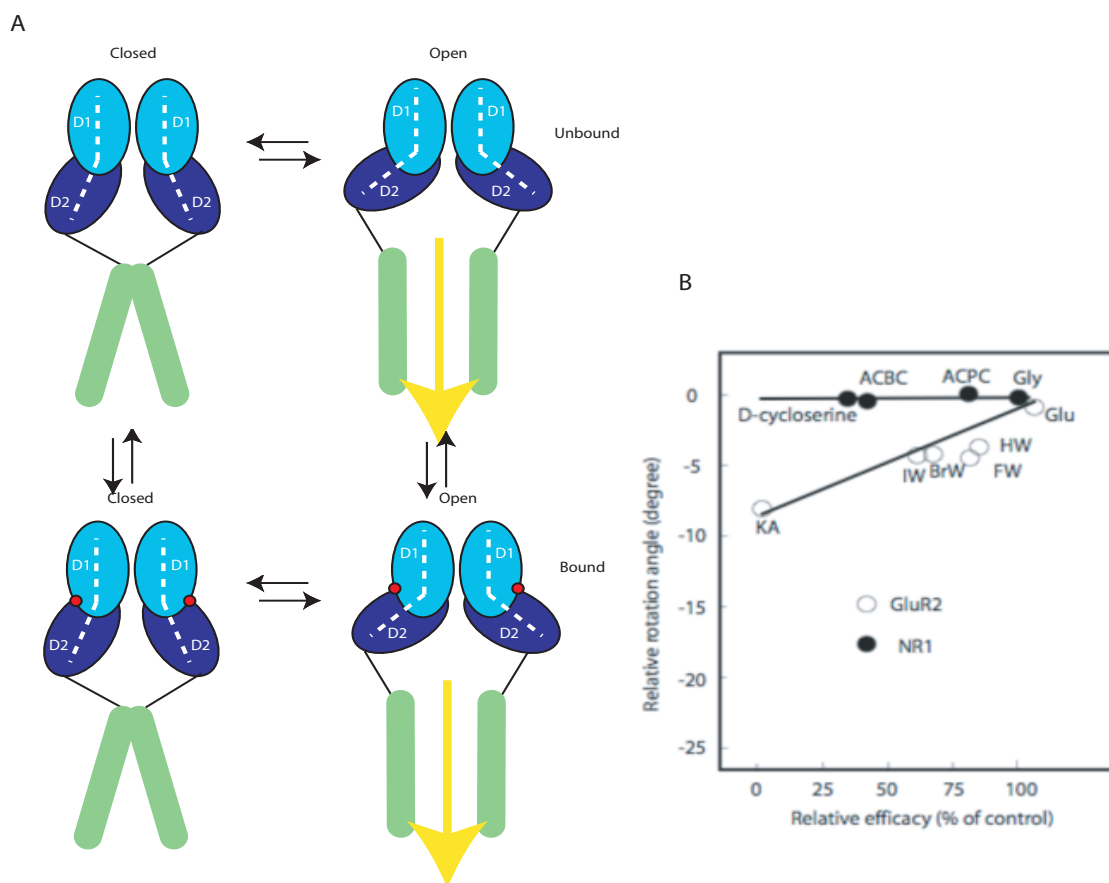 A
Closed
Open
D1
D1
D1
D1
Unbound
D2
D2
D2
D2
Closed
Open
D1
D1
D1
D1
Bound
D2
D2
D2
D2
B
Relative rotation angle (degree)
0
-5
-10
-15
-20
-25
ACBC
ACPC
Gly
D-cycloserine
Glu
HW
IW
BrW
FW
KA
GluR2
NR1
0
25
50
75
100
Relative efficacy (% of control)